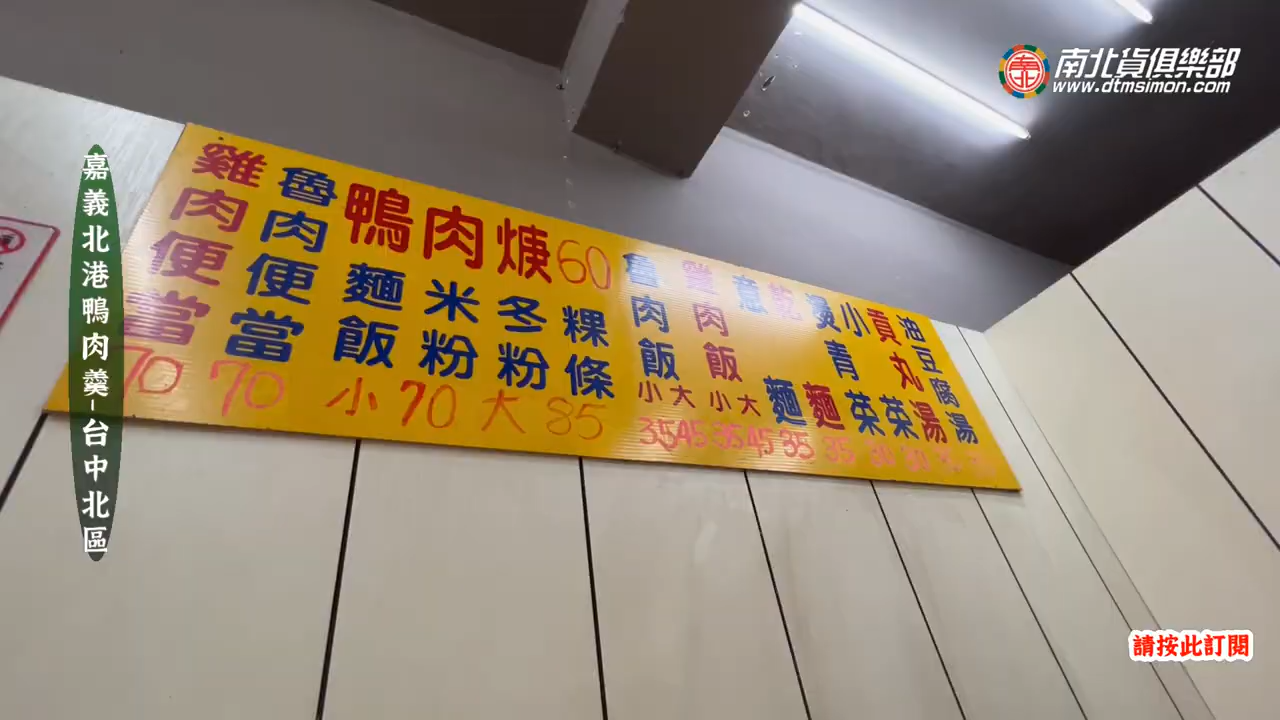 南北貨俱樂部
www.dtmsimon.com
嘉義北港鴨肉羹-台中北區
雞肉便當 70
魯肉便當 70
鴨肉焿 60
麵 米 冬 粿
飯 粉 粉 條
小 70 大 85
魯肉飯 小 大 35 45
雞肉飯 小 大 35 45
意麵 35
乾麵 35
燙青菜 30
小菜 30
貢丸湯
油豆腐湯
請按此訂閱